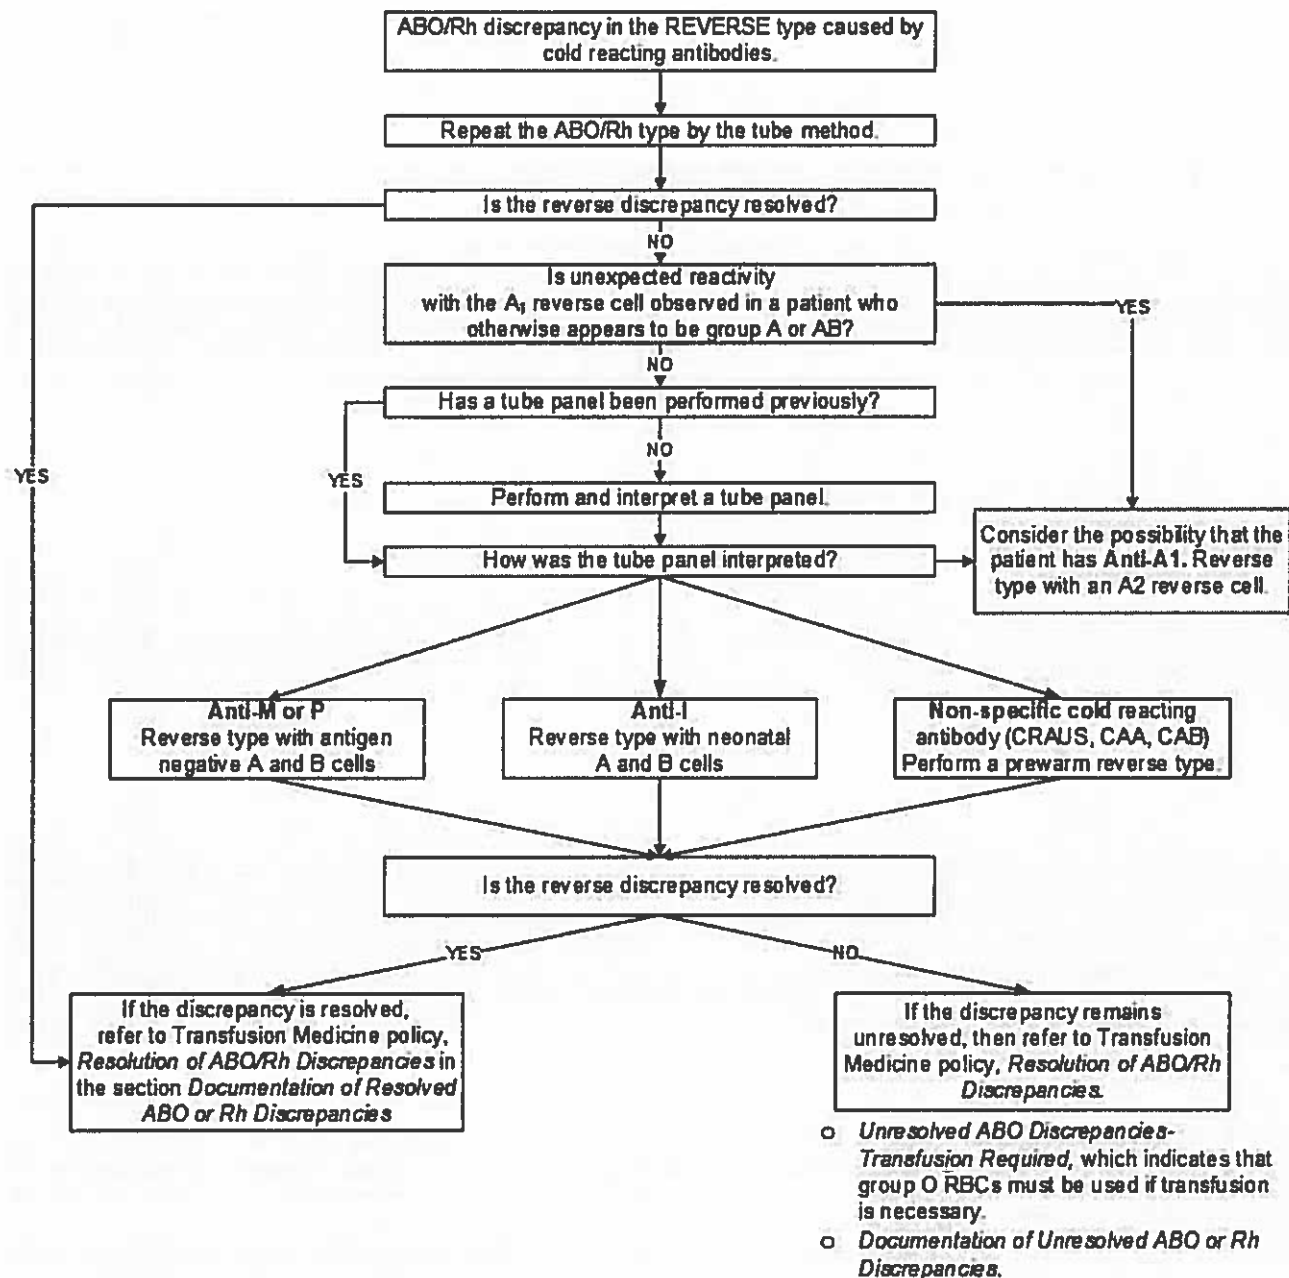 ABO/Rh discrepancy in the REVERSE type caused by
cold reacting antibodies.
Repeat the ABO/Rh type by the tube method.
Is the reverse discrepancy resolved?
NO
Is unexpected reactivity
with the A₁ reverse cell observed in a patient who
otherwise appears to be group A or AB?
YES
NO
Has a tube panel been performed previously?
NO
YES
YES
Perform and interpret a tube panel.
How was the tube panel interpreted?
Consider the possibility that the
patient has Anti-A1. Reverse
type with an A2 reverse cell.
Anti-M or P
Reverse type with antigen
negative A and B cells
Anti-I
Reverse type with neonatal
A and B cells
Non-specific cold reacting
antibody (CRAUS, CAA, CAB)
Perform a prewarm reverse type.
Is the reverse discrepancy resolved?
YES
NO
If the discrepancy is resolved,
refer to Transfusion Medicine policy,
Resolution of ABO/Rh Discrepancies in
the section Documentation of Resolved
ABO or Rh Discrepancies
If the discrepancy remains
unresolved, then refer to Transfusion
Medicine policy, Resolution of ABO/Rh
Discrepancies.
o Unresolved ABO Discrepancies-
Transfusion Required, which indicates that
group O RBCs must be used if transfusion
is necessary.
o Documentation of Unresolved ABO or Rh
Discrepancies.